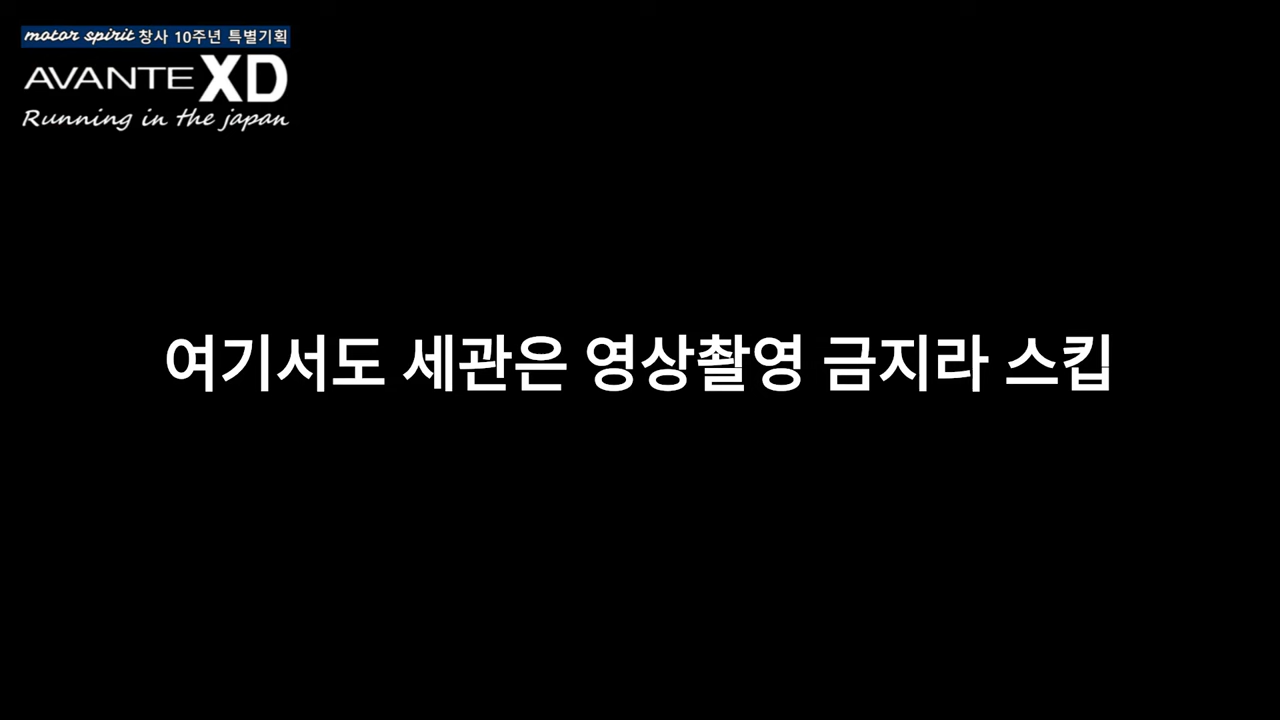 motor spirit 창사 10주년 특별기획
AVANTE XD
Running in the japan
여기서도 세관은 영상촬영 금지라 스킵